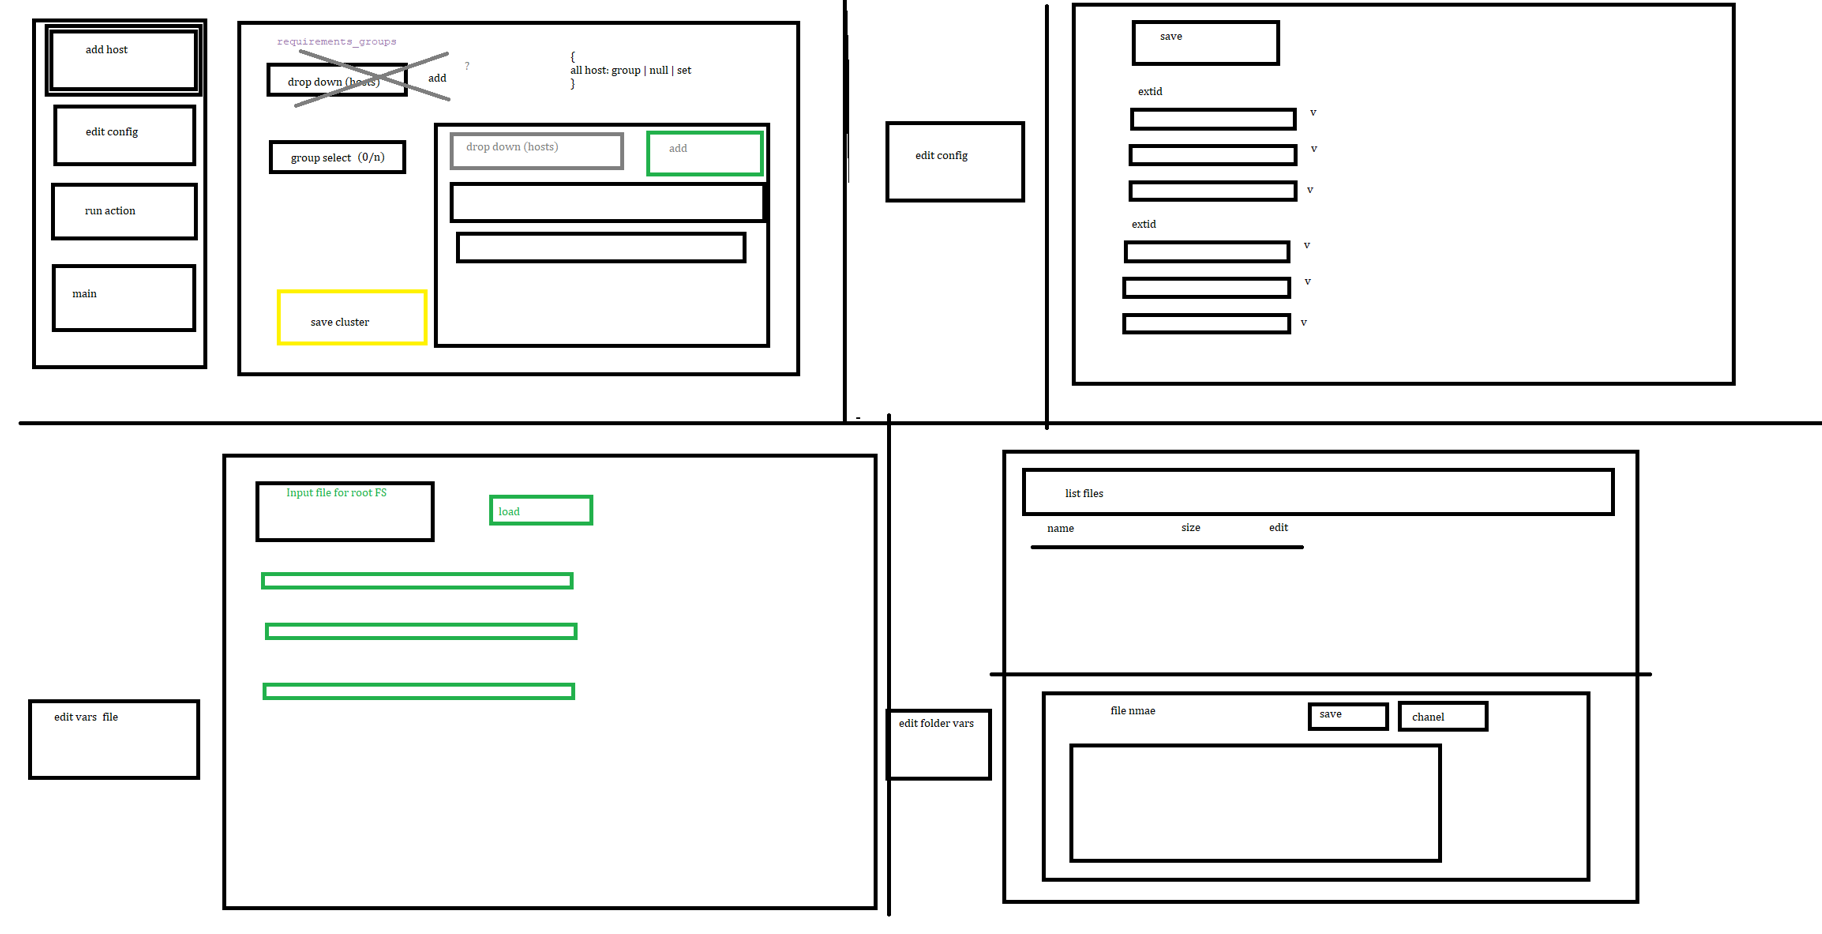 add host
edit config
run action
main
requirements_groups
drop down (hosts)
add
?
{
all host: group | null | set
}
group select (0/n)
drop down (hosts)
add
save cluster
edit config
save
extid
v
v
v
extid
v
v
v
-
Input file for root FS
load
edit vars file
edit folder vars
list files
name size edit
file nmae
save
chanel